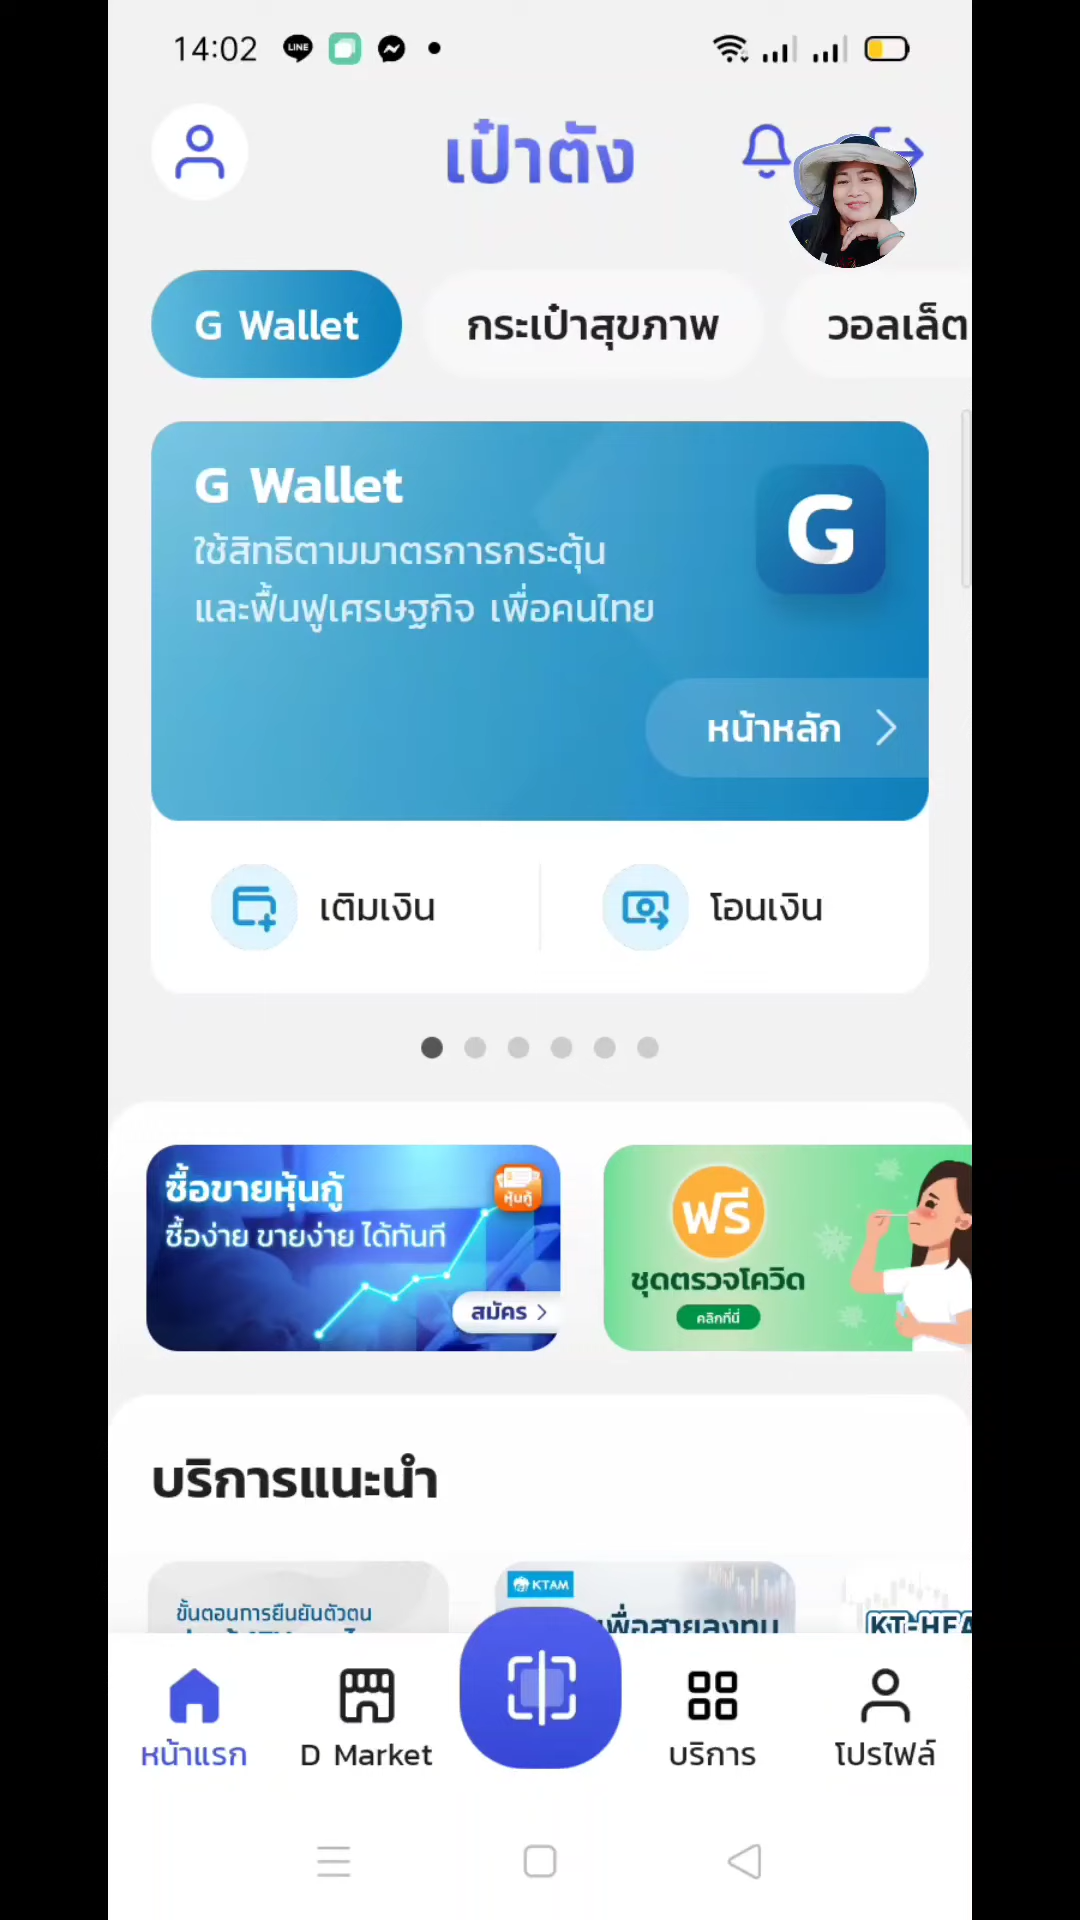 14:02
LINE
เป๋าตัง
G Wallet
กระเป๋าสุขภาพ
วอลเล็ต
G Wallet
G
ใช้สิทธิตามมาตรการกระตุ้น
และฟื้นฟูเศรษฐกิจ เพื่อคนไทย
หน้าหลัก
เติมเงิน
โอนเงิน
ซื้อขายหุ้นกู้
หุ้นกู้
ซื้อง่าย ขายง่าย ได้ทันที
สมัคร
ฟรี
ชุดตรวจโควิด
คลิกที่นี่
บริการแนะนำ
ขั้นตอนการยืนยันตัวตน
KTAM
เพื่อสายลงทุน
KT-HEA
หน้าแรก
D Market
บริการ
โปรไฟล์